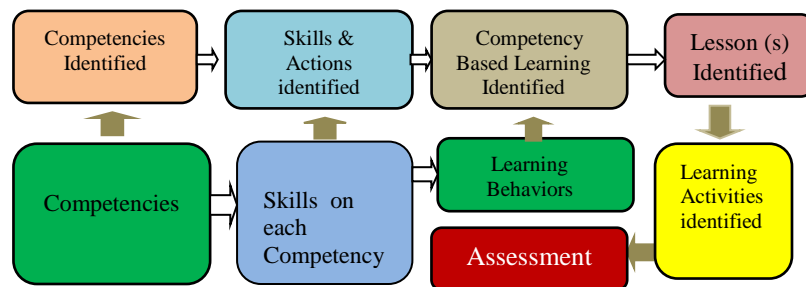 Competencies
Identified
Skills &
Actions
identified
Competency
Based Learning
Identified
Lesson (s)
Identified
Competencies
Skills on
each
Competency
Learning
Behaviors
Learning
Activities
identified
Assessment